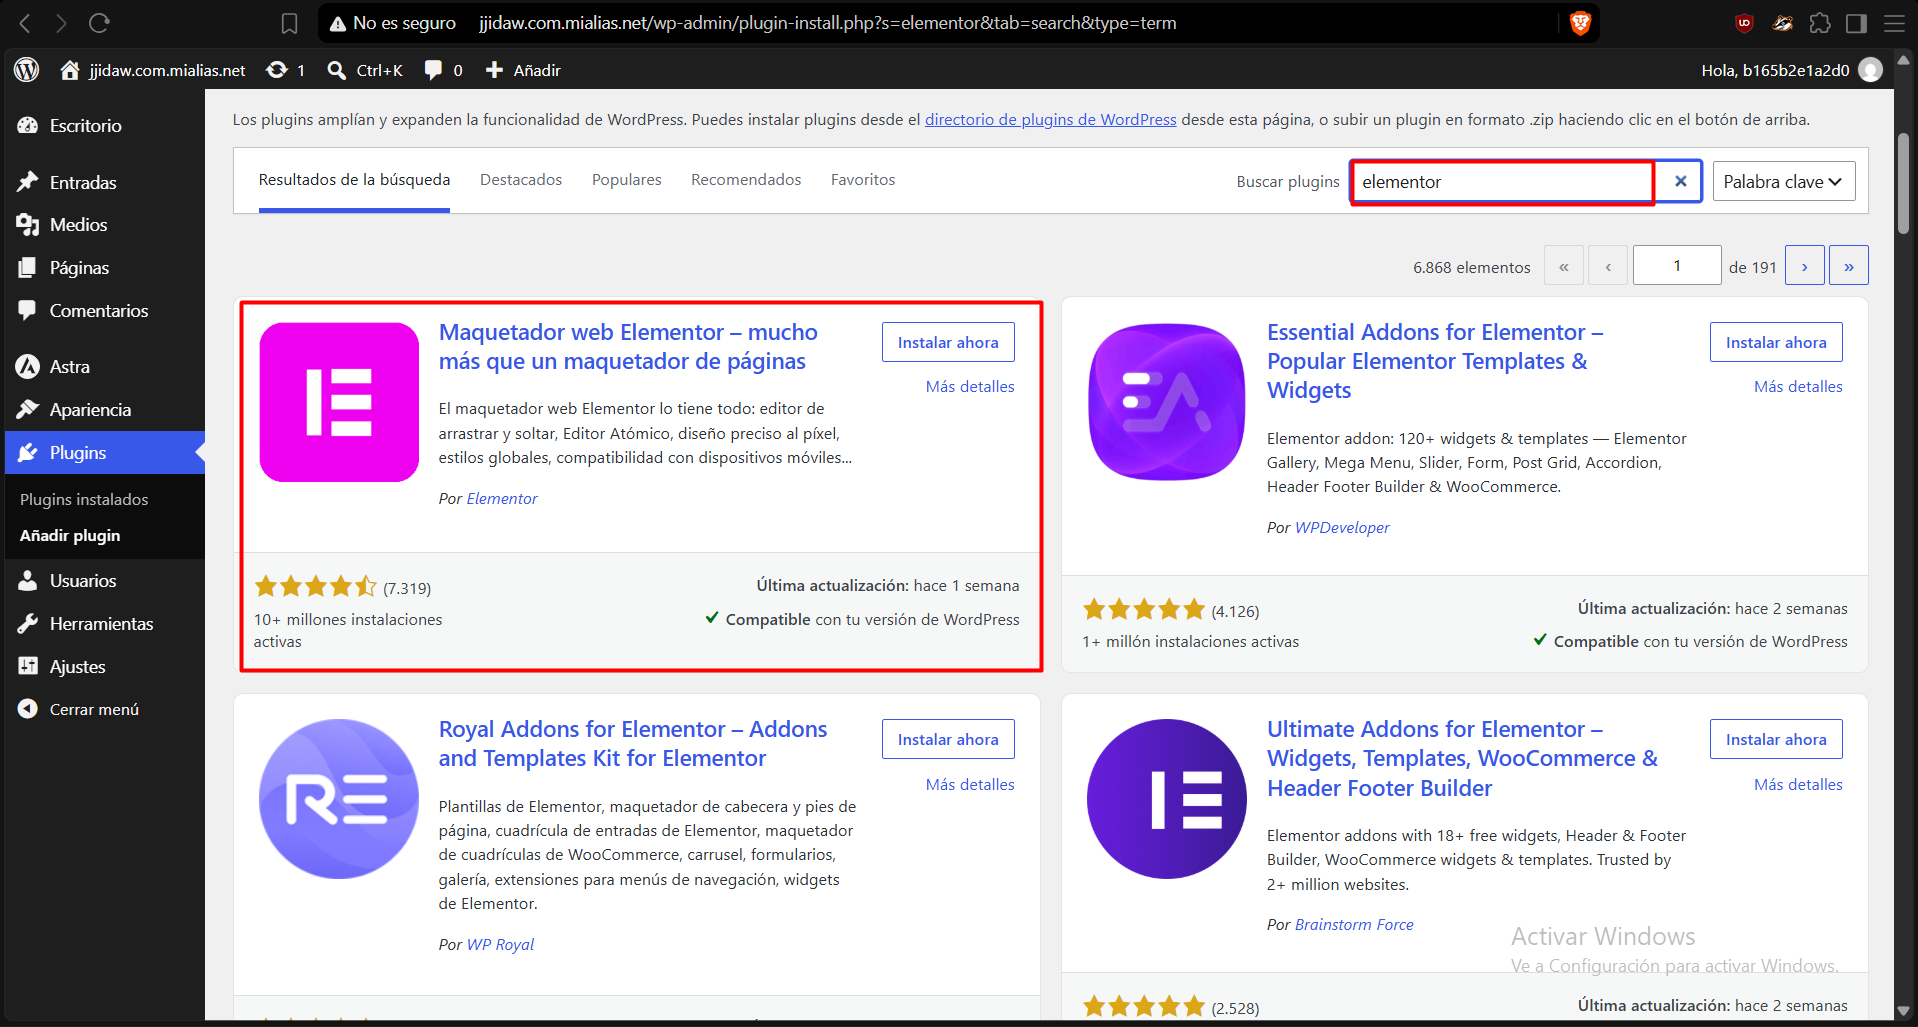 No es seguro jjidaw.com.mialias.net/wp-admin/plugin-install.php?s=elementor&tab=search&type=term
jjidaw.com.mialias.net 1 Ctrl+K 0 Añadir Hola, b165b2e1a2d0
Escritorio
Entradas
Medios
Páginas
Comentarios
Astra
Apariencia
Plugins
Plugins instalados
Añadir plugin
Usuarios
Herramientas
Ajustes
Cerrar menú
Los plugins amplían y expanden la funcionalidad de WordPress. Puedes instalar plugins desde el directorio de plugins de WordPress desde esta página, o subir un plugin en formato .zip haciendo clic en el botón de arriba.
Resultados de la búsqueda Destacados Populares Recomendados Favoritos Buscar plugins elementor Palabra clave
6.868 elementos « ‹ 1 de 191 › »
Maquetador web Elementor – mucho
más que un maquetador de páginas
Instalar ahora
Más detalles
El maquetador web Elementor lo tiene todo: editor de
arrastrar y soltar, Editor Atómico, diseño preciso al píxel,
estilos globales, compatibilidad con dispositivos móviles...
Por Elementor
(7.319)
10+ millones instalaciones
activas
Última actualización: hace 1 semana
Compatible con tu versión de WordPress
EA
Essential Addons for Elementor –
Popular Elementor Templates &
Widgets
Instalar ahora
Más detalles
Elementor addon: 120+ widgets & templates — Elementor
Gallery, Mega Menu, Slider, Form, Post Grid, Accordion,
Header Footer Builder & WooCommerce.
Por WPDeveloper
(4.126)
1+ millón instalaciones activas
Última actualización: hace 2 semanas
Compatible con tu versión de WordPress
RE
Royal Addons for Elementor – Addons
and Templates Kit for Elementor
Instalar ahora
Más detalles
Plantillas de Elementor, maquetador de cabecera y pies de
página, cuadrícula de entradas de Elementor, maquetador
de cuadrículas de WooCommerce, carrusel, formularios,
galería, extensiones para menús de navegación, widgets
de Elementor.
Por WP Royal
Ultimate Addons for Elementor –
Widgets, Templates, WooCommerce &
Header Footer Builder
Instalar ahora
Más detalles
Elementor addons with 18+ free widgets, Header & Footer
Builder, WooCommerce widgets & templates. Trusted by
2+ million websites.
Por Brainstorm Force
(2.528)
Última actualización: hace 2 semanas
Activar Windows
Ve a Configuración para activar Windows.